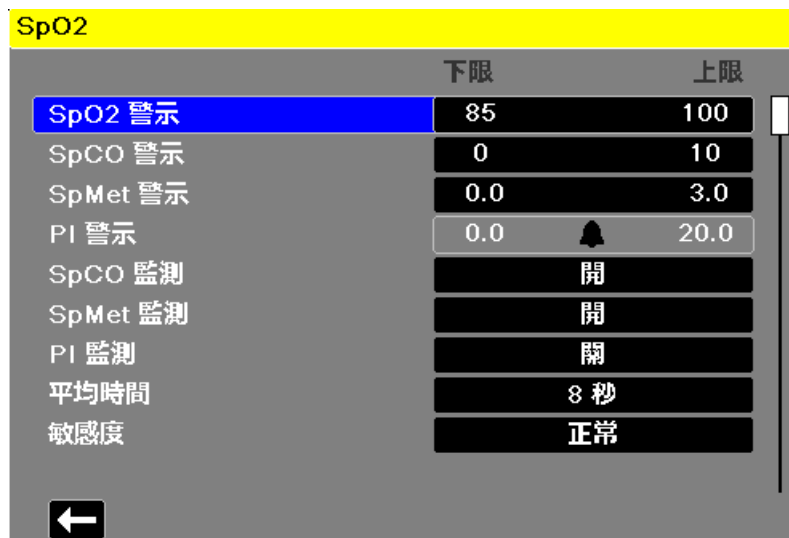 SpO2
下限 上限
SpO2 警示 85 100
SpCO 警示 0 10
SpMet 警示 0.0 3.0
PI 警示 0.0 20.0
SpCO 監測 開
SpMet 監測 開
PI 監測 關
平均時間 8 秒
敏感度 正常